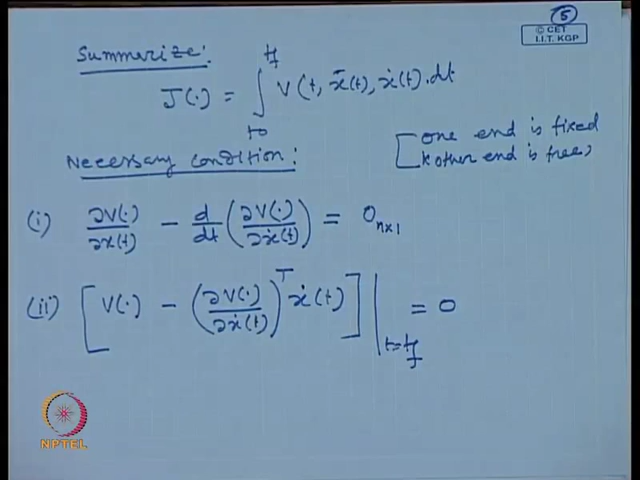 5
© CET
I.I.T. KGP
Summerize:
J(·) = ∫_{t0}^{tf} V(t, x̄(t), ẋ(t)).dt
Necessary condition:
[one end is fixed
& other end is free,
(i) ∂V(·)/∂x(t) − d/dt (∂V(·)/∂ẋ(t)) = 0_{n×1}
(ii) [V(·) − (∂V(·)/∂ẋ(t))^T ẋ(t)] |_{t=tf} = 0
NPTEL